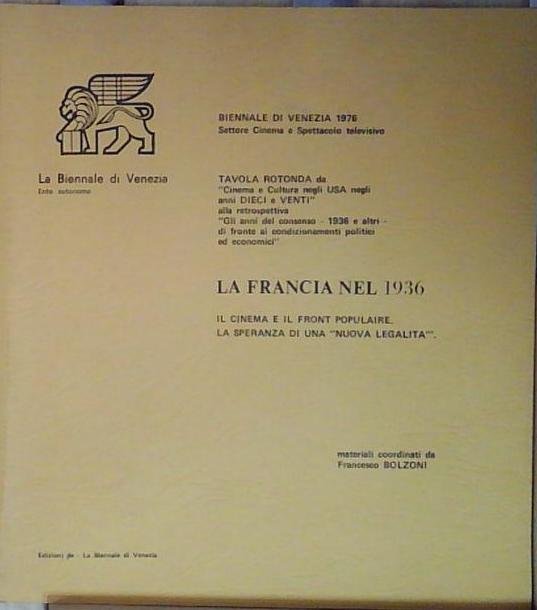 La Biennale di Venezia
Ente autonomo
BIENNALE DI VENEZIA 1976
Settore Cinema e Spettacolo televisivo
TAVOLA ROTONDA da
"Cinema e Cultura negli USA negli
anni DIECI e VENTI"
alla retrospettiva
"Gli anni del consenso - 1936 e altri -
di fronte ai condizionamenti politici
ed economici"
LA FRANCIA NEL 1936
IL CINEMA E IL FRONT POPULAIRE.
LA SPERANZA DI UNA "NUOVA LEGALITA'".
materiali coordinati da
Francesco BOLZONI
Edizioni de - La Biennale di Venezia